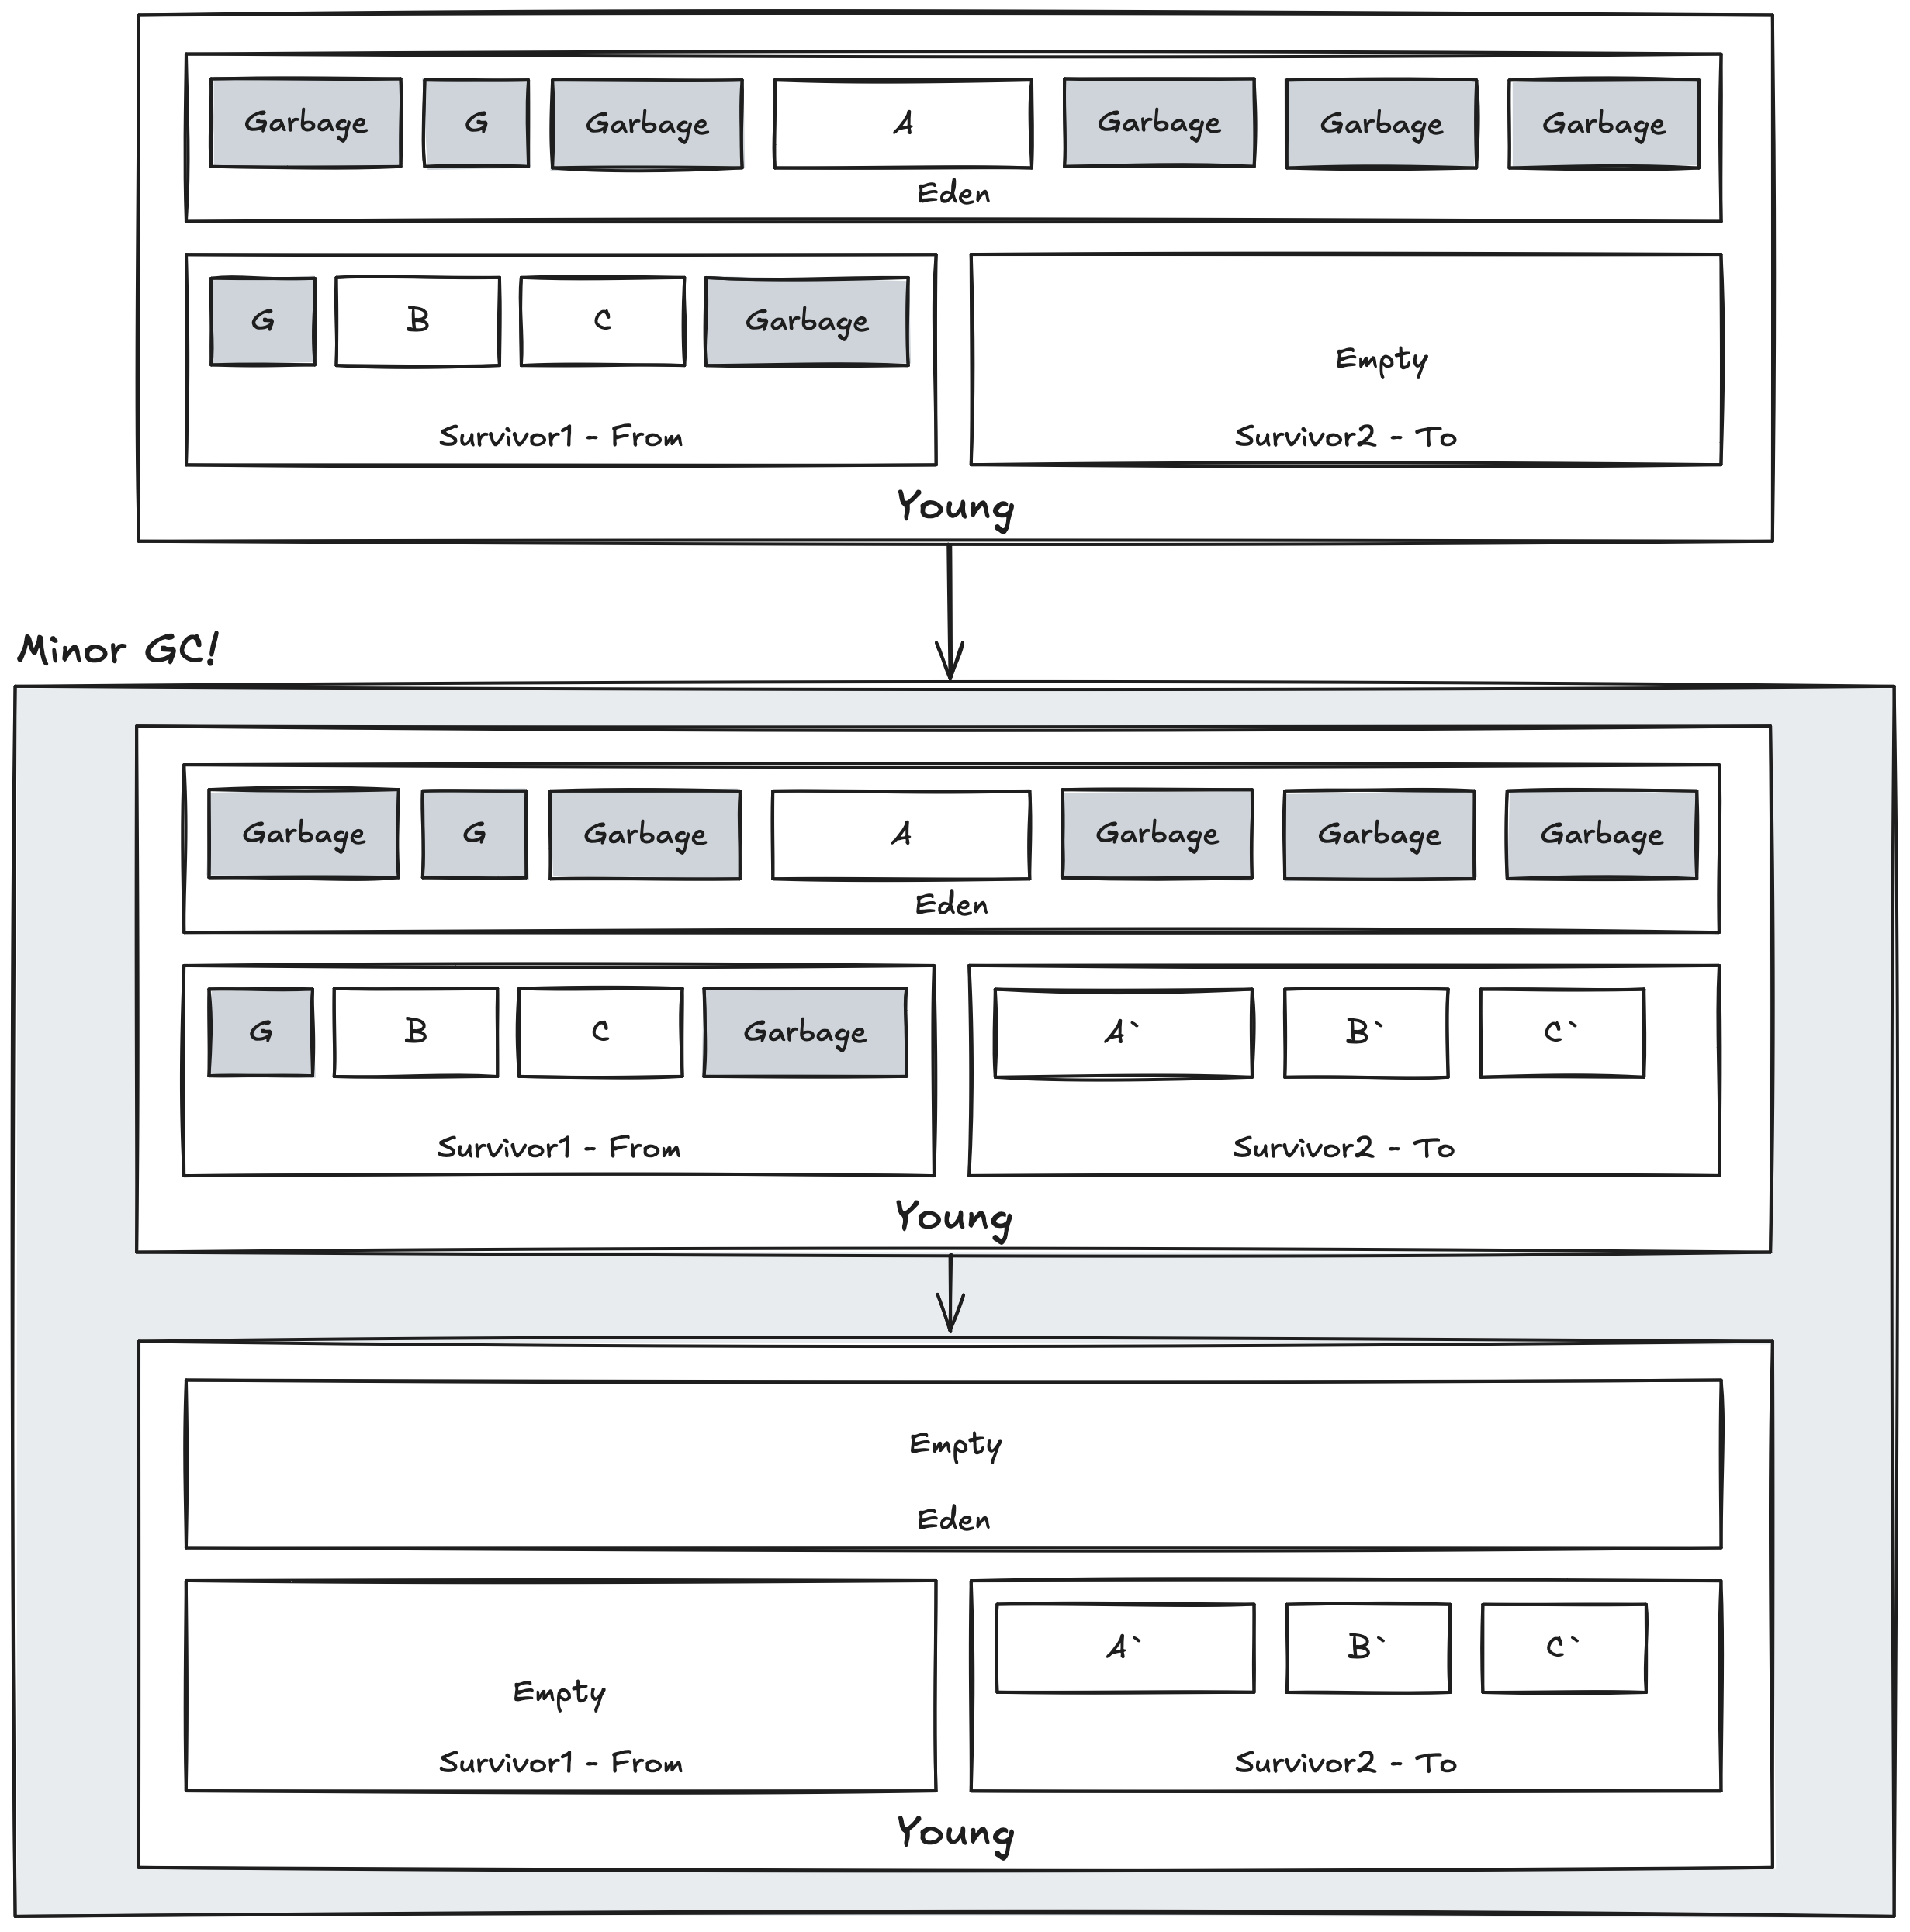 Garbage G Garbage A Garbage Garbage Garbage
Eden
G B C Garbage
Empty
Survivor1 - From
Survivor2 - To
Young
Minor GC!
Garbage G Garbage A Garbage Garbage Garbage
Eden
G B C Garbage
A` B` C`
Survivor1 - From
Survivor2 - To
Young
Empty
Eden
Empty
A` B` C`
Survivor1 - From
Survivor2 - To
Young